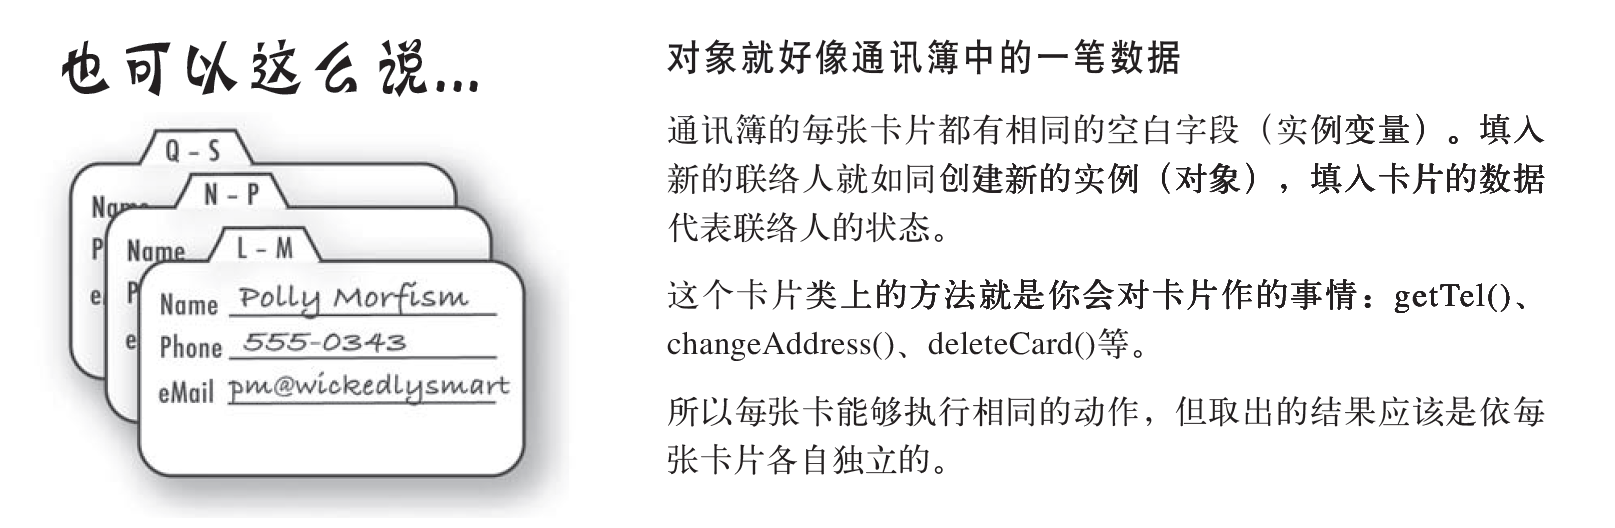 也可以这么说...
Q – S
Name
P
e
N – P
Name
P
e
L – M
Name Polly Morfism
Phone 555-0343
eMail pm@wickedlysmart
对象就好像通讯簿中的一笔数据
通讯簿的每张卡片都有相同的空白字段（实例变量）。填入
新的联络人就如同创建新的实例（对象），填入卡片的数据
代表联络人的状态。
这个卡片类上的方法就是你会对卡片作的事情：getTel()、
changeAddress()、deleteCard()等。
所以每张卡能够执行相同的动作，但取出的结果应该是依每
张卡片各自独立的。